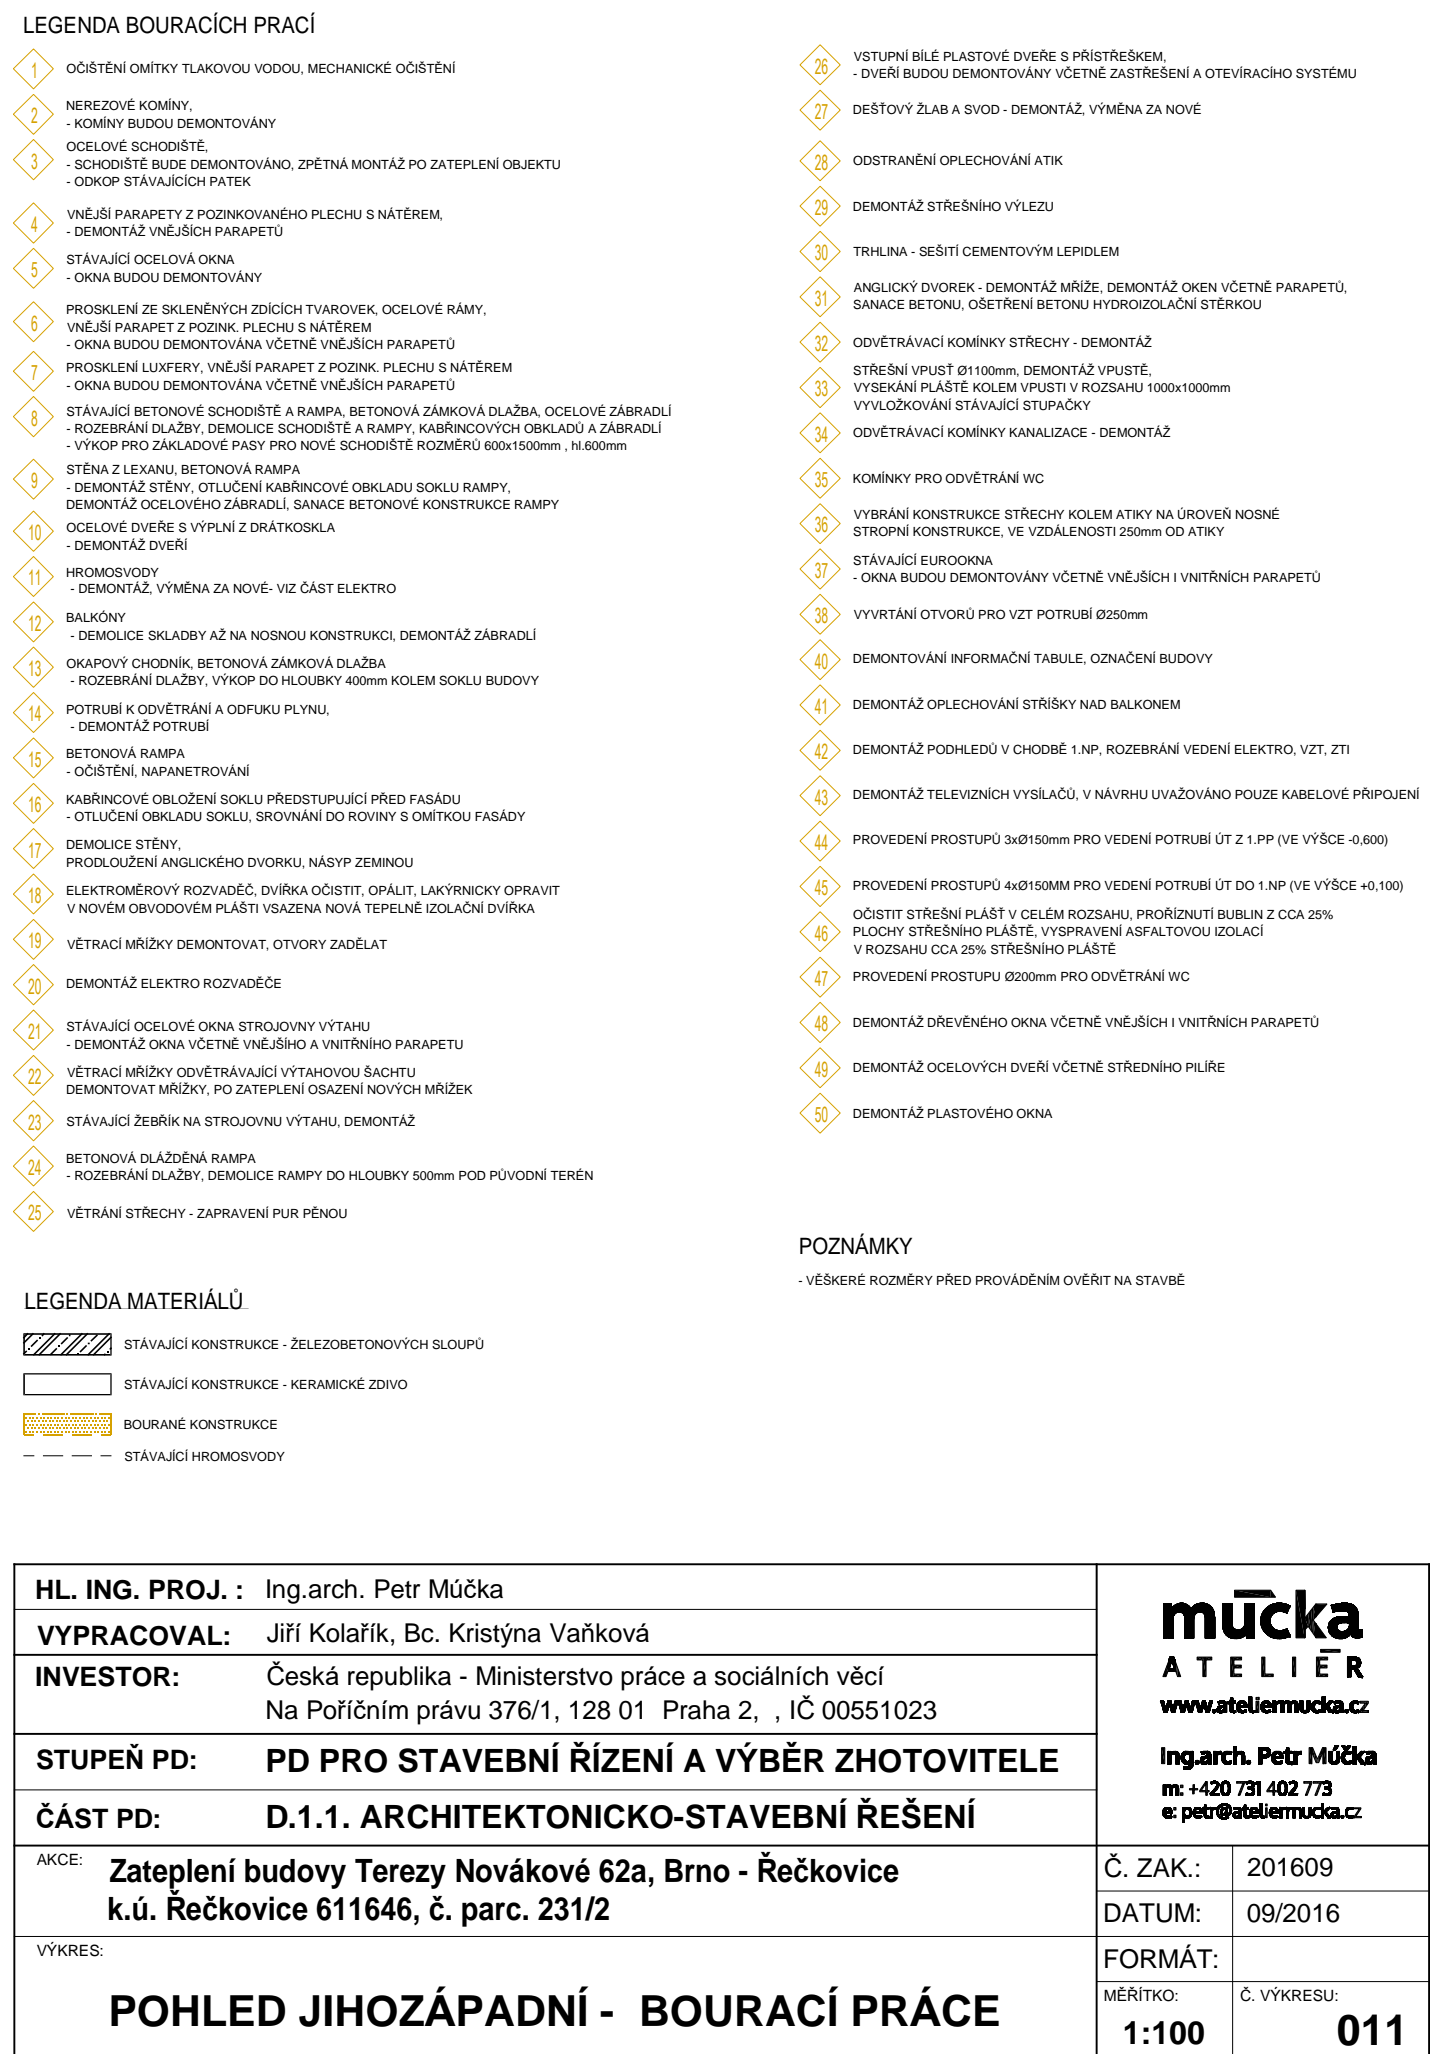 LEGENDA BOURACÍCH PRACÍ
1 OČIŠTĚNÍ OMÍTKY TLAKOVOU VODOU, MECHANICKÉ OČIŠTĚNÍ
2 NEREZOVÉ KOMÍNY,
- KOMÍNY BUDOU DEMONTOVÁNY
3 OCELOVÉ SCHODIŠTĚ,
- SCHODIŠTĚ BUDE DEMONTOVÁNO, ZPĚTNÁ MONTÁŽ PO ZATEPLENÍ OBJEKTU
- ODKOP STÁVAJÍCÍCH PATEK
4 VNĚJŠÍ PARAPETY Z POZINKOVANÉHO PLECHU S NÁTĚREM,
- DEMONTÁŽ VNĚJŠÍCH PARAPETŮ
5 STÁVAJÍCÍ OCELOVÁ OKNA
- OKNA BUDOU DEMONTOVÁNY
6 PROSKLENÍ ZE SKLENĚNÝCH ZDÍCÍCH TVAROVEK, OCELOVÉ RÁMY,
VNĚJŠÍ PARAPET Z POZINK. PLECHU S NÁTĚREM
- OKNA BUDOU DEMONTOVÁNA VČETNĚ VNĚJŠÍCH PARAPETŮ
7 PROSKLENÍ LUXFERY, VNĚJŠÍ PARAPET Z POZINK. PLECHU S NÁTĚREM
- OKNA BUDOU DEMONTOVÁNA VČETNĚ VNĚJŠÍCH PARAPETŮ
8 STÁVAJÍCÍ BETONOVÉ SCHODIŠTĚ A RAMPA, BETONOVÁ ZÁMKOVÁ DLAŽBA, OCELOVÉ ZÁBRADLÍ
- ROZEBRÁNÍ DLAŽBY, DEMOLICE SCHODIŠTĚ A RAMPY, KABŘINCOVÝCH OBKLADŮ A ZÁBRADLÍ
- VÝKOP PRO ZÁKLADOVÉ PASY PRO NOVÉ SCHODIŠTĚ ROZMĚRŮ 600x1500mm , hl.600mm
9 STĚNA Z LEXANU, BETONOVÁ RAMPA
- DEMONTÁŽ STĚNY, OTLUČENÍ KABŘINCOVÉ OBKLADU SOKLU RAMPY,
DEMONTÁŽ OCELOVÉHO ZÁBRADLÍ, SANACE BETONOVÉ KONSTRUKCE RAMPY
10 OCELOVÉ DVEŘE S VÝPLNÍ Z DRÁTKOSKLA
- DEMONTÁŽ DVEŘÍ
11 HROMOSVODY
- DEMONTÁŽ, VÝMĚNA ZA NOVÉ- VIZ ČÁST ELEKTRO
12 BALKÓNY
- DEMOLICE SKLADBY AŽ NA NOSNOU KONSTRUKCI, DEMONTÁŽ ZÁBRADLÍ
13 OKAPOVÝ CHODNÍK, BETONOVÁ ZÁMKOVÁ DLAŽBA
- ROZEBRÁNÍ DLAŽBY, VÝKOP DO HLOUBKY 400mm KOLEM SOKLU BUDOVY
14 POTRUBÍ K ODVĚTRÁNÍ A ODFUKU PLYNU,
- DEMONTÁŽ POTRUBÍ
15 BETONOVÁ RAMPA
- OČIŠTĚNÍ, NAPANETROVÁNÍ
16 KABŘINCOVÉ OBLOŽENÍ SOKLU PŘEDSTUPUJÍCÍ PŘED FASÁDU
- OTLUČENÍ OBKLADU SOKLU, SROVNÁNÍ DO ROVINY S OMÍTKOU FASÁDY
17 DEMOLICE STĚNY,
PRODLOUŽENÍ ANGLICKÉHO DVORKU, NÁSYP ZEMINOU
18 ELEKTROMĚROVÝ ROZVADĚČ, DVÍŘKA OČISTIT, OPÁLIT, LAKÝRNICKY OPRAVIT
V NOVÉM OBVODOVÉM PLÁŠTI VSAZENA NOVÁ TEPELNĚ IZOLAČNÍ DVÍŘKA
19 VĚTRACÍ MŘÍŽKY DEMONTOVAT, OTVORY ZADĚLAT
20 DEMONTÁŽ ELEKTRO ROZVADĚČE
21 STÁVAJÍCÍ OCELOVÉ OKNA STROJOVNY VÝTAHU
- DEMONTÁŽ OKNA VČETNĚ VNĚJŠÍHO A VNITŘNÍHO PARAPETU
22 VĚTRACÍ MŘÍŽKY ODVĚTRÁVAJÍCÍ VÝTAHOVOU ŠACHTU
DEMONTOVAT MŘÍŽKY, PO ZATEPLENÍ OSAZENÍ NOVÝCH MŘÍŽEK
23 STÁVAJÍCÍ ŽEBŘÍK NA STROJOVNU VÝTAHU, DEMONTÁŽ
24 BETONOVÁ DLÁŽDĚNÁ RAMPA
- ROZEBRÁNÍ DLAŽBY, DEMOLICE RAMPY DO HLOUBKY 500mm POD PŮVODNÍ TERÉN
25 VĚTRÁNÍ STŘECHY - ZAPRAVENÍ PUR PĚNOU
26 VSTUPNÍ BÍLÉ PLASTOVÉ DVEŘE S PŘÍSTŘEŠKEM,
- DVEŘÍ BUDOU DEMONTOVÁNY VČETNĚ ZASTŘEŠENÍ A OTEVÍRACÍHO SYSTÉMU
27 DEŠŤOVÝ ŽLAB A SVOD - DEMONTÁŽ, VÝMĚNA ZA NOVÉ
28 ODSTRANĚNÍ OPLECHOVÁNÍ ATIK
29 DEMONTÁŽ STŘEŠNÍHO VÝLEZU
30 TRHLINA - SEŠITÍ CEMENTOVÝM LEPIDLEM
31 ANGLICKÝ DVOREK - DEMONTÁŽ MŘÍŽE, DEMONTÁŽ OKEN VČETNĚ PARAPETŮ,
SANACE BETONU, OŠETŘENÍ BETONU HYDROIZOLAČNÍ STĚRKOU
32 ODVĚTRÁVACÍ KOMÍNKY STŘECHY - DEMONTÁŽ
33 STŘEŠNÍ VPUSŤ Ø1100mm, DEMONTÁŽ VPUSTĚ,
VYSEKÁNÍ PLÁŠTĚ KOLEM VPUSTI V ROZSAHU 1000x1000mm
VYVLOŽKOVÁNÍ STÁVAJÍCÍ STUPAČKY
34 ODVĚTRÁVACÍ KOMÍNKY KANALIZACE - DEMONTÁŽ
35 KOMÍNKY PRO ODVĚTRÁNÍ WC
36 VYBRÁNÍ KONSTRUKCE STŘECHY KOLEM ATIKY NA ÚROVEŇ NOSNÉ
STROPNÍ KONSTRUKCE, VE VZDÁLENOSTI 250mm OD ATIKY
37 STÁVAJÍCÍ EUROOKNA
- OKNA BUDOU DEMONTOVÁNY VČETNĚ VNĚJŠÍCH I VNITŘNÍCH PARAPETŮ
38 VYVRTÁNÍ OTVORŮ PRO VZT POTRUBÍ Ø250mm
40 DEMONTOVÁNÍ INFORMAČNÍ TABULE, OZNAČENÍ BUDOVY
41 DEMONTÁŽ OPLECHOVÁNÍ STŘÍŠKY NAD BALKONEM
42 DEMONTÁŽ PODHLEDŮ V CHODBĚ 1.NP, ROZEBRÁNÍ VEDENÍ ELEKTRO, VZT, ZTI
43 DEMONTÁŽ TELEVIZNÍCH VYSÍLAČŮ, V NÁVRHU UVAŽOVÁNO POUZE KABELOVÉ PŘIPOJENÍ
44 PROVEDENÍ PROSTUPŮ 3xØ150mm PRO VEDENÍ POTRUBÍ ÚT Z 1.PP (VE VÝŠCE -0,600)
45 PROVEDENÍ PROSTUPŮ 4xØ150MM PRO VEDENÍ POTRUBÍ ÚT DO 1.NP (VE VÝŠCE +0,100)
46 OČISTIT STŘEŠNÍ PLÁŠŤ V CELÉM ROZSAHU, PROŘÍZNUTÍ BUBLIN Z CCA 25%
PLOCHY STŘEŠNÍHO PLÁŠTĚ, VYSPRAVENÍ ASFALTOVOU IZOLACÍ
V ROZSAHU CCA 25% STŘEŠNÍHO PLÁŠTĚ
47 PROVEDENÍ PROSTUPU Ø200mm PRO ODVĚTRÁNÍ WC
48 DEMONTÁŽ DŘEVĚNÉHO OKNA VČETNĚ VNĚJŠÍCH I VNITŘNÍCH PARAPETŮ
49 DEMONTÁŽ OCELOVÝCH DVEŘÍ VČETNĚ STŘEDNÍHO PILÍŘE
50 DEMONTÁŽ PLASTOVÉHO OKNA
POZNÁMKY
- VĚŠKERÉ ROZMĚRY PŘED PROVÁDĚNÍM OVĚŘIT NA STAVBĚ
LEGENDA MATERIÁLŮ
STÁVAJÍCÍ KONSTRUKCE - ŽELEZOBETONOVÝCH SLOUPŮ
STÁVAJÍCÍ KONSTRUKCE - KERAMICKÉ ZDIVO
BOURANÉ KONSTRUKCE
STÁVAJÍCÍ HROMOSVODY
HL. ING. PROJ. : Ing.arch. Petr Múčka
VYPRACOVAL: Jiří Kolařík, Bc. Kristýna Vaňková
INVESTOR: Česká republika - Ministerstvo práce a sociálních věcí
Na Poříčním právu 376/1, 128 01 Praha 2, , IČ 00551023
STUPEŇ PD: PD PRO STAVEBNÍ ŘÍZENÍ A VÝBĚR ZHOTOVITELE
ČÁST PD: D.1.1. ARCHITEKTONICKO-STAVEBNÍ ŘEŠENÍ
mūcka
ATELIĒR
www.ateliermucka.cz
Ing.arch. Petr Múčka
m: +420 731 402 773
e: petr@ateliermucka.cz
AKCE: Zateplení budovy Terezy Novákové 62a, Brno - Řečkovice
k.ú. Řečkovice 611646, č. parc. 231/2
Č. ZAK.: 201609
DATUM: 09/2016
FORMÁT:
VÝKRES:
POHLED JIHOZÁPADNÍ - BOURACÍ PRÁCE
MĚŘÍTKO: 1:100
Č. VÝKRESU: 011